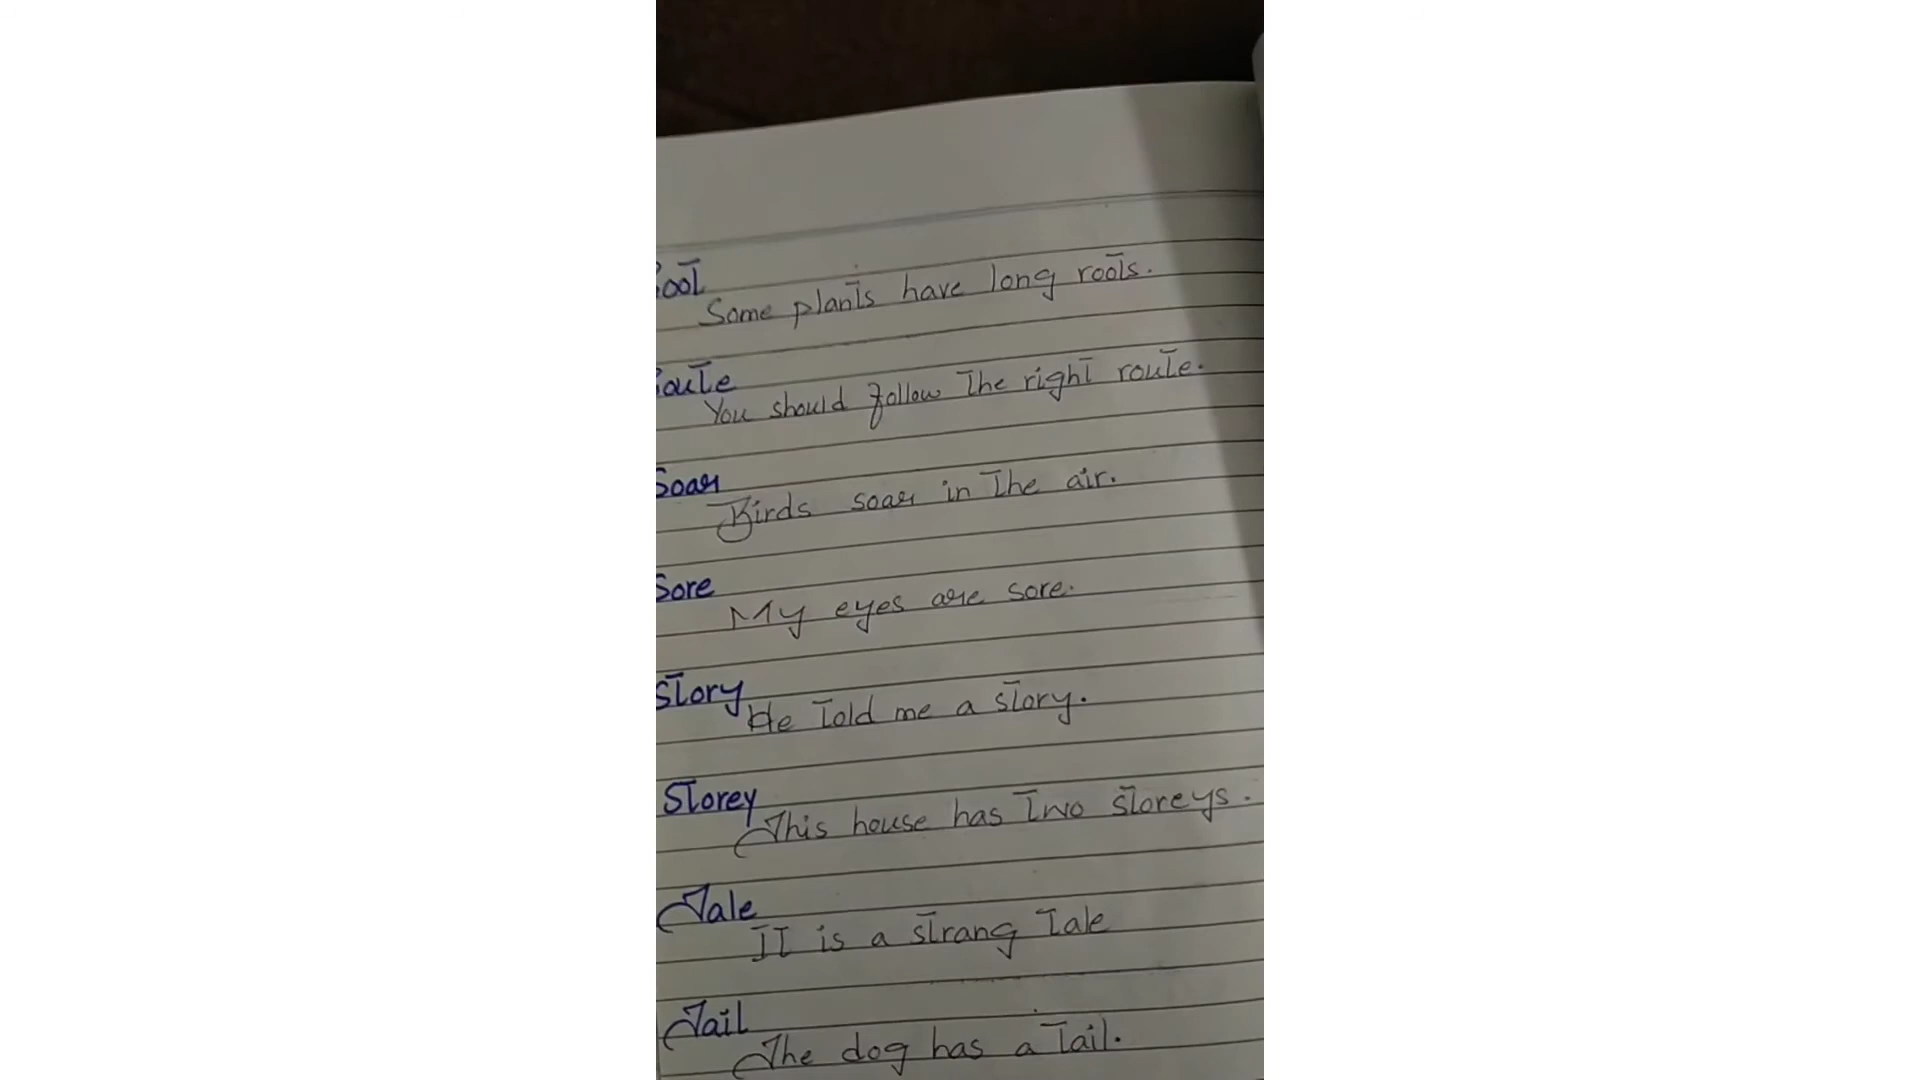 Root
Some plants have long roots.
Route
You should follow the right route.
Soar
Birds soar in the air.
Sore
My eyes are sore.
Story
He told me a story.
Storey
This house has two storeys.
Tale
It is a strang tale
Tail
The dog has a tail.